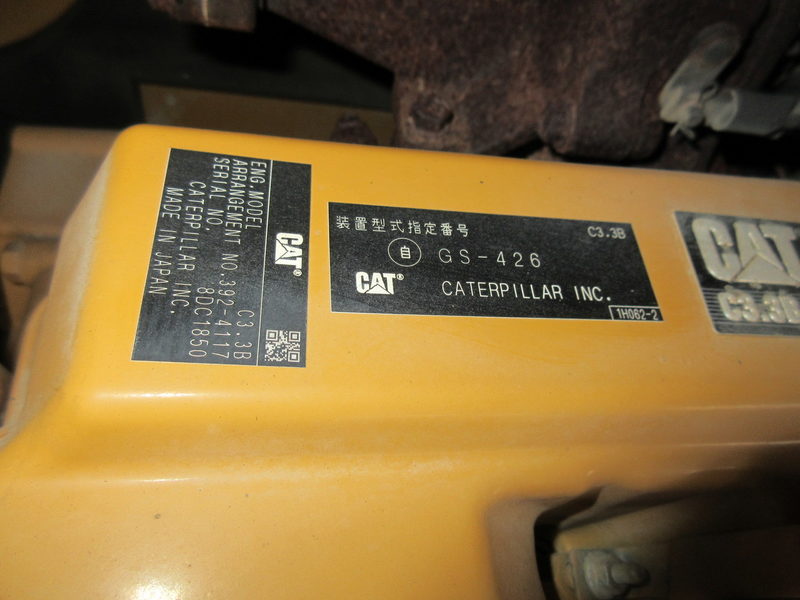 CAT®
ENG.MODEL C3.3B
ARRANGEMENT NO.392-4117
SERIAL NO. 8DC1850
CATERPILLAR INC.
MADE IN JAPAN
装置型式指定番号 C3.3B
自 GS-426
CAT® CATERPILLAR INC.
1H062-2
CAT
C3.3B